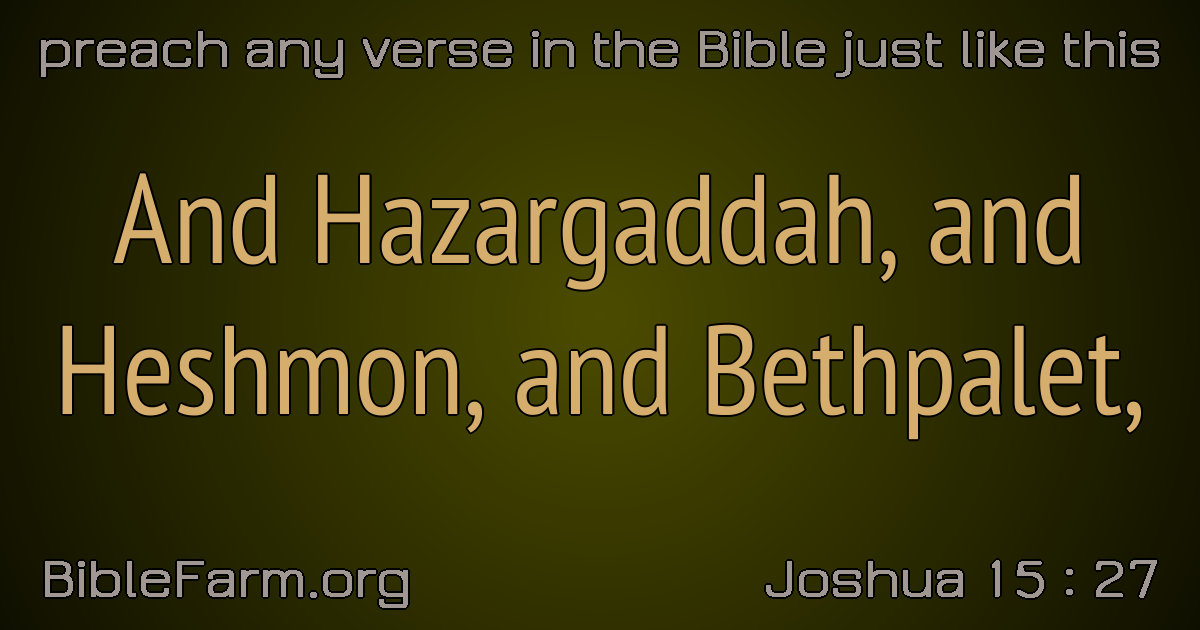 preach any verse in the Bible just like this
And Hazargaddah, and
Heshmon, and Bethpalet,
BibleFarm.org
Joshua 15 : 27